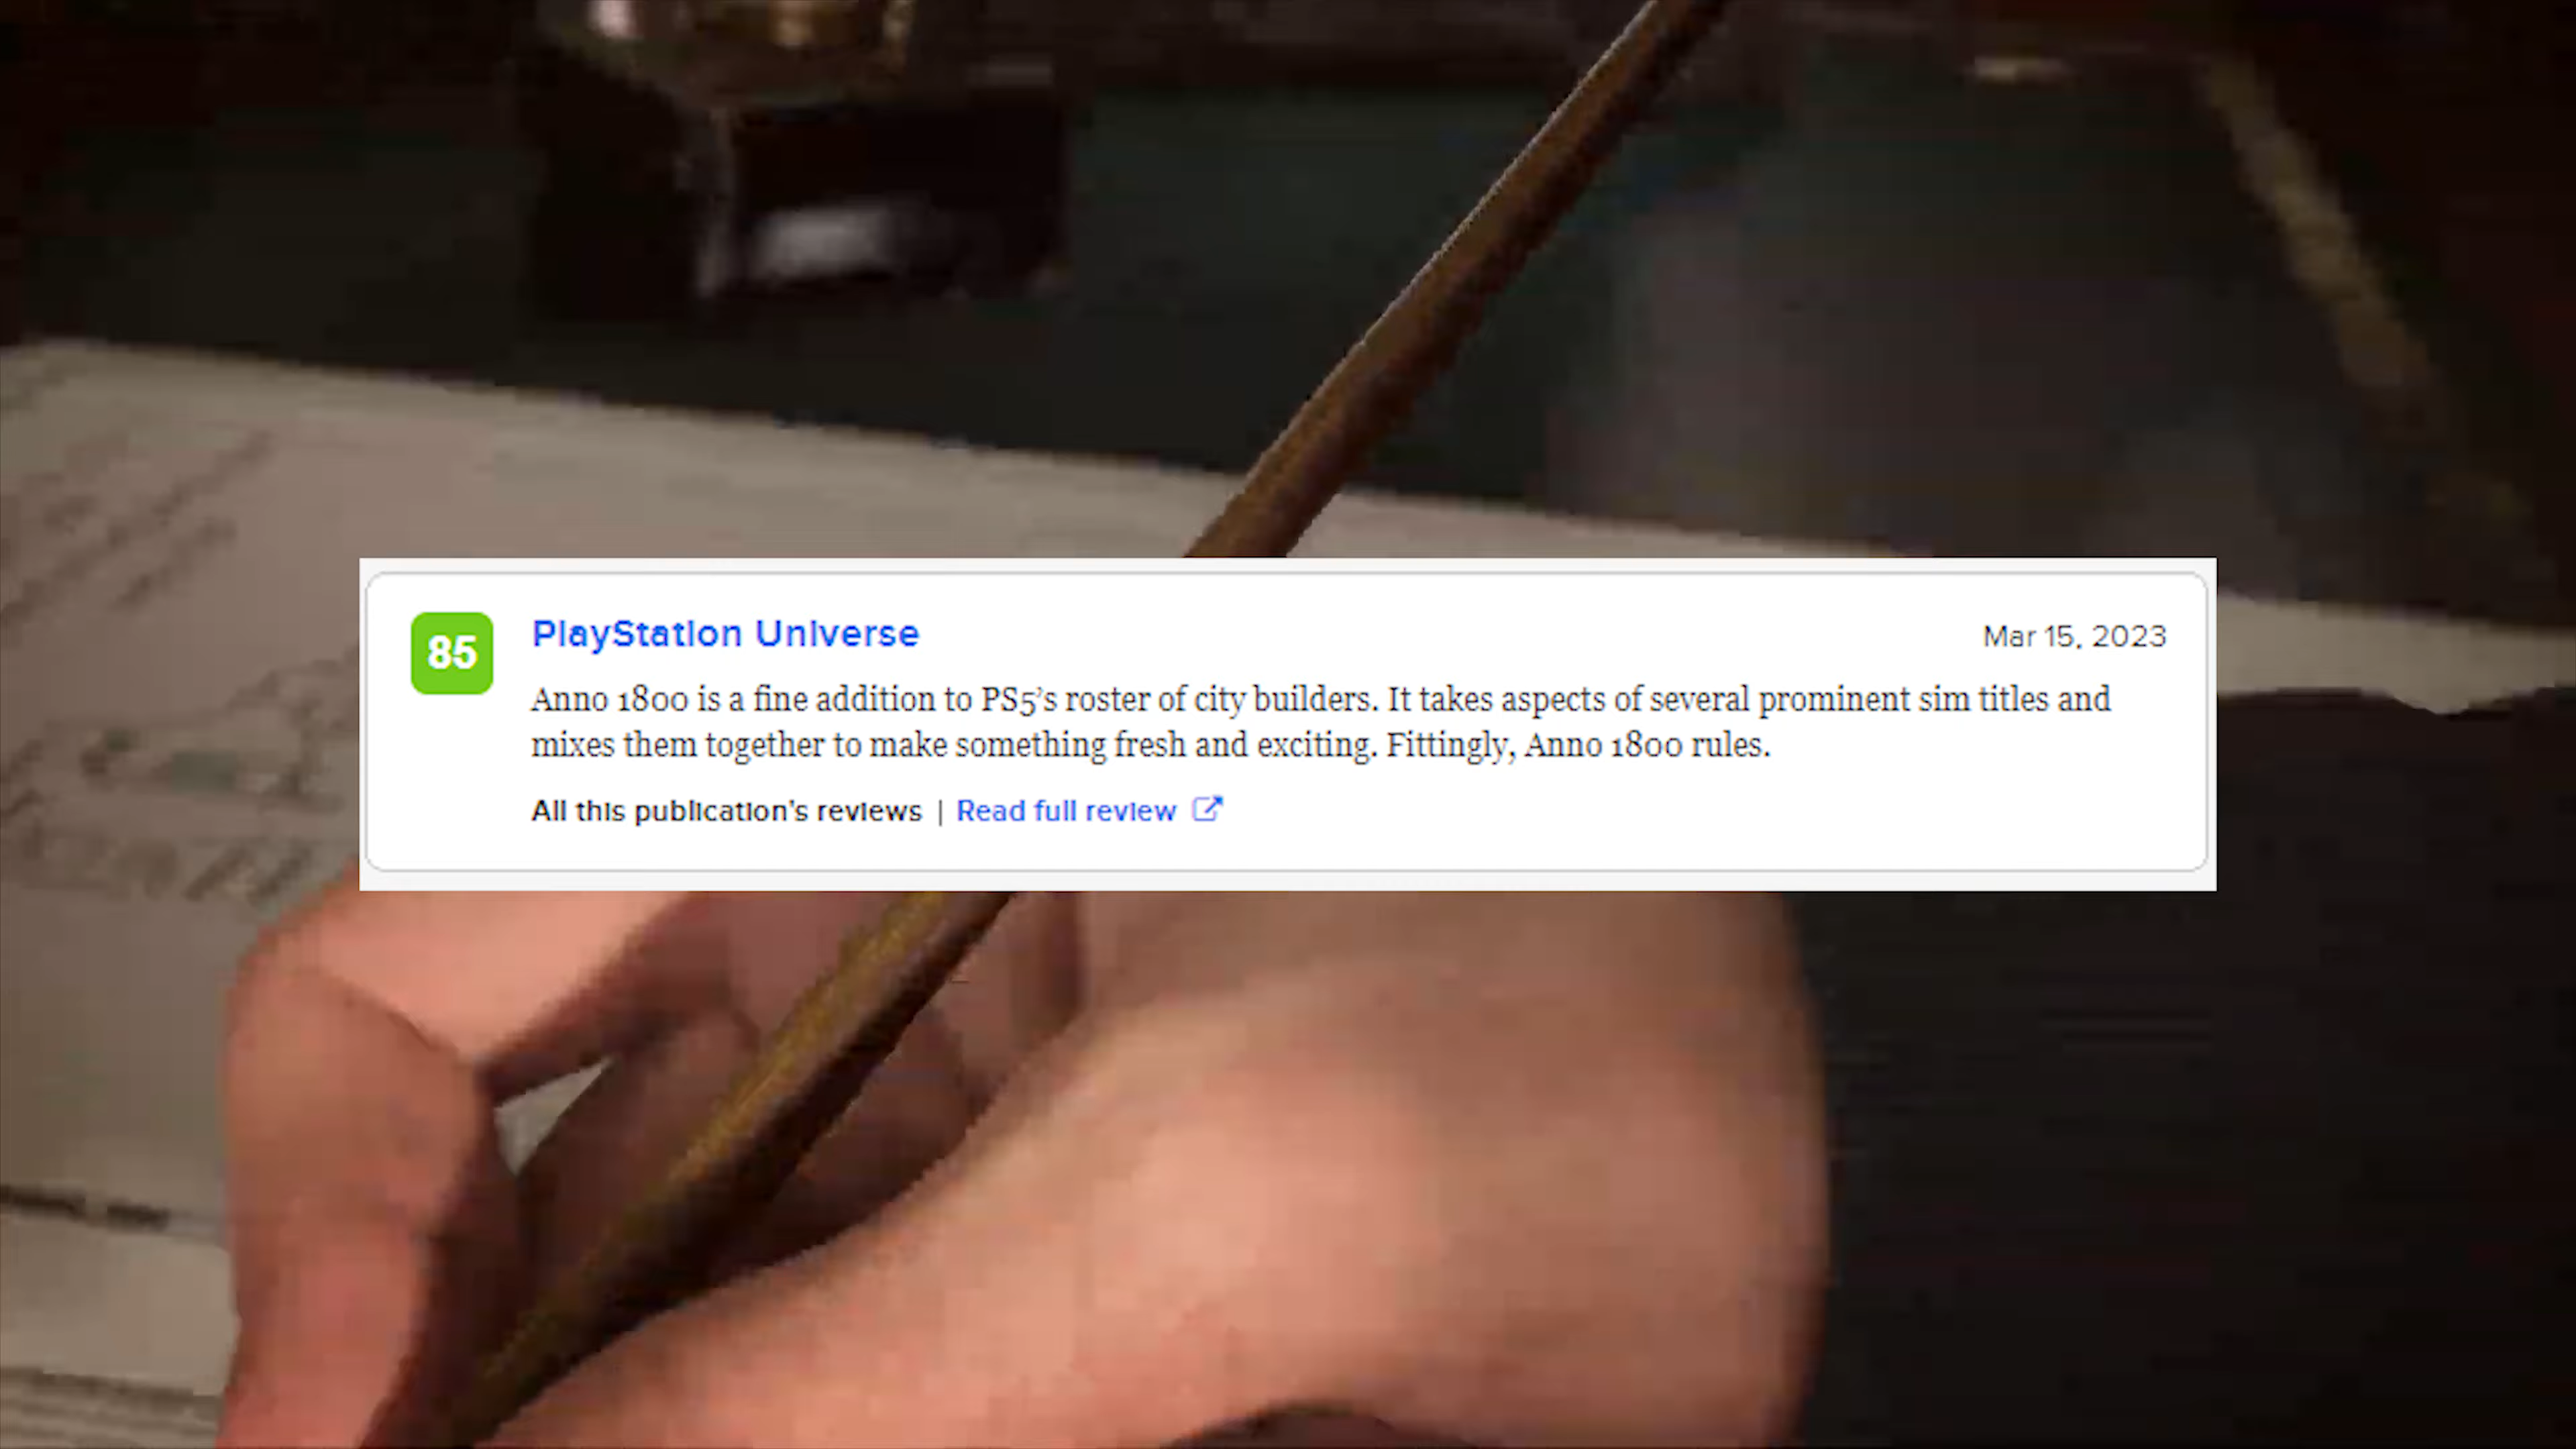 85
PlayStation Universe
Mar 15, 2023
Anno 1800 is a fine addition to PS5’s roster of city builders. It takes aspects of several prominent sim titles and
mixes them together to make something fresh and exciting. Fittingly, Anno 1800 rules.
All this publication's reviews | Read full review